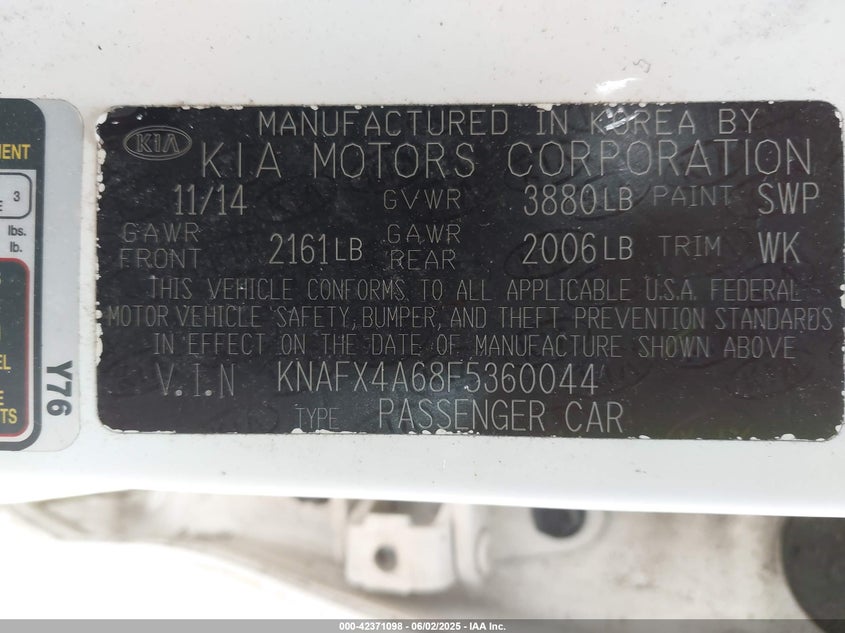 MANUFACTURED IN KOREA BY
KIA
KIA MOTORS CORPORATION
11/14 GVWR 3880LB PAINT SWP
GAWR FRONT 2161LB GAWR REAR 2006LB TRIM WK
THIS VEHICLE CONFORMS TO ALL APPLICABLE U.S.A. FEDERAL
MOTOR VEHICLE SAFETY, BUMPER, AND THEFT PREVENTION STANDARDS
IN EFFECT ON THE DATE OF MANUFACTURE SHOWN ABOVE
V.I.N KNAFX4A68F5360044
TYPE PASSENGER CAR
3
lbs.
lb.
Y76
000-42371098 | 06/02/2025 - IAA Inc.